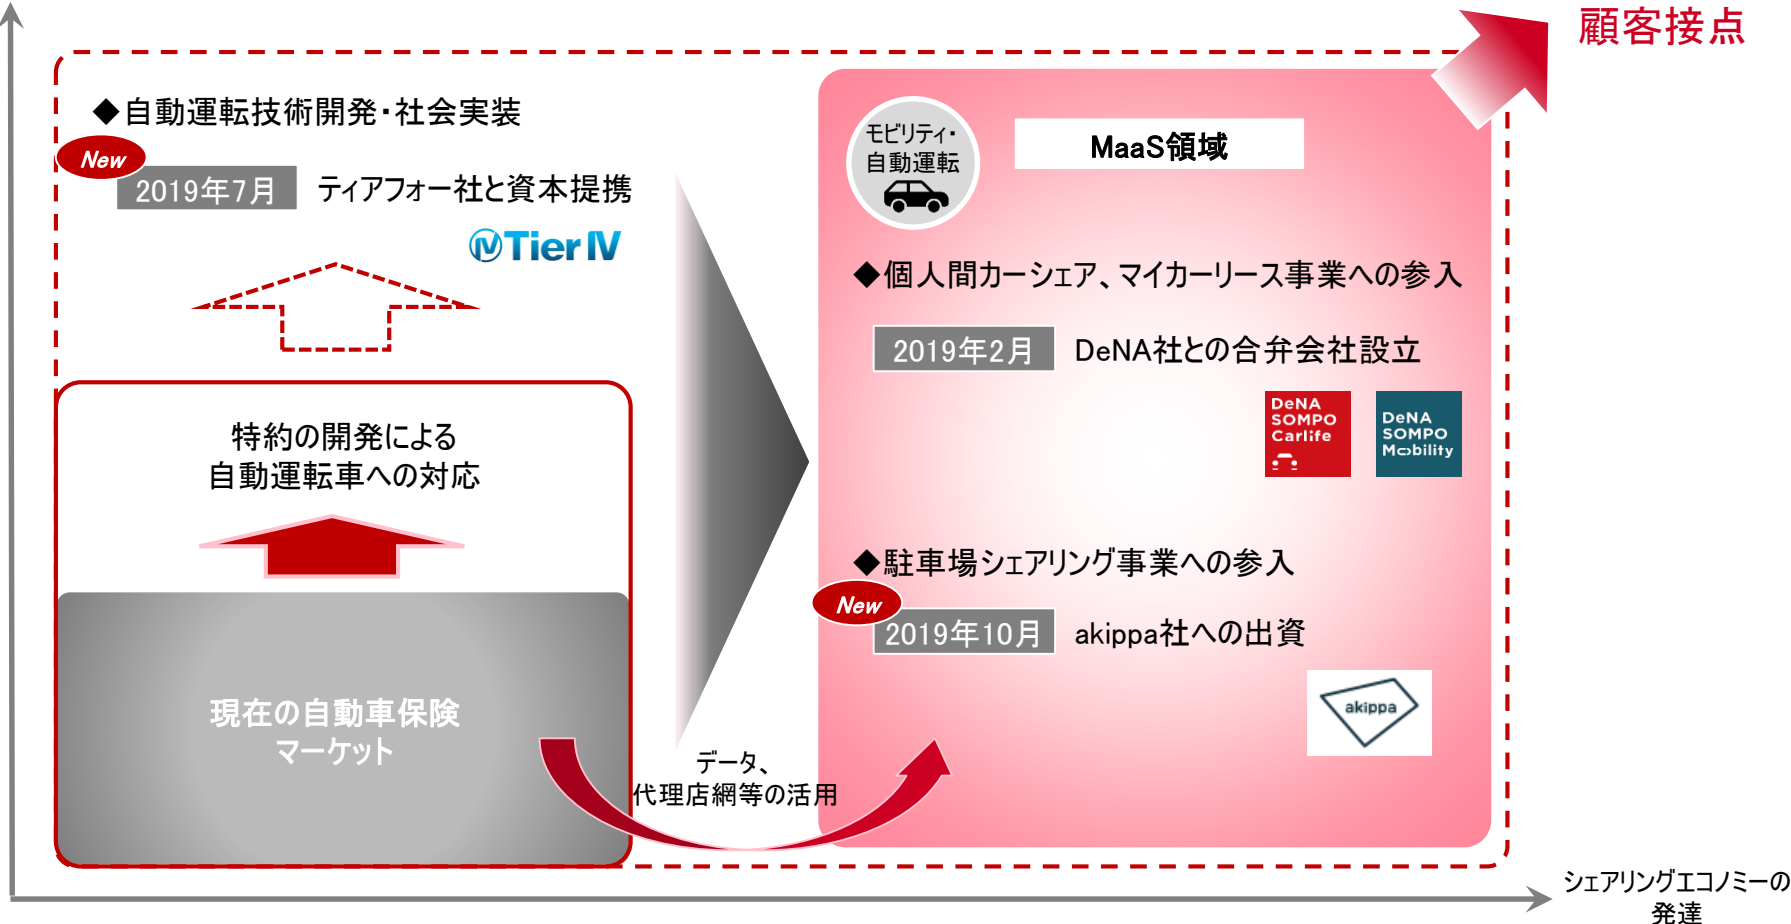 顧客接点
◆自動運転技術開発・社会実装
New
2019年7月 ティアフォー社と資本提携
Tier IV
特約の開発による
自動運転車への対応
現在の自動車保険
マーケット
データ、
代理店網等の活用
モビリティ・
自動運転
MaaS領域
◆個人間カーシェア、マイカーリース事業への参入
2019年2月 DeNA社との合弁会社設立
DeNA
SOMPO
Carlife
DeNA
SOMPO
Mobility
◆駐車場シェアリング事業への参入
New
2019年10月 akippa社への出資
akippa
シェアリングエコノミーの
発達